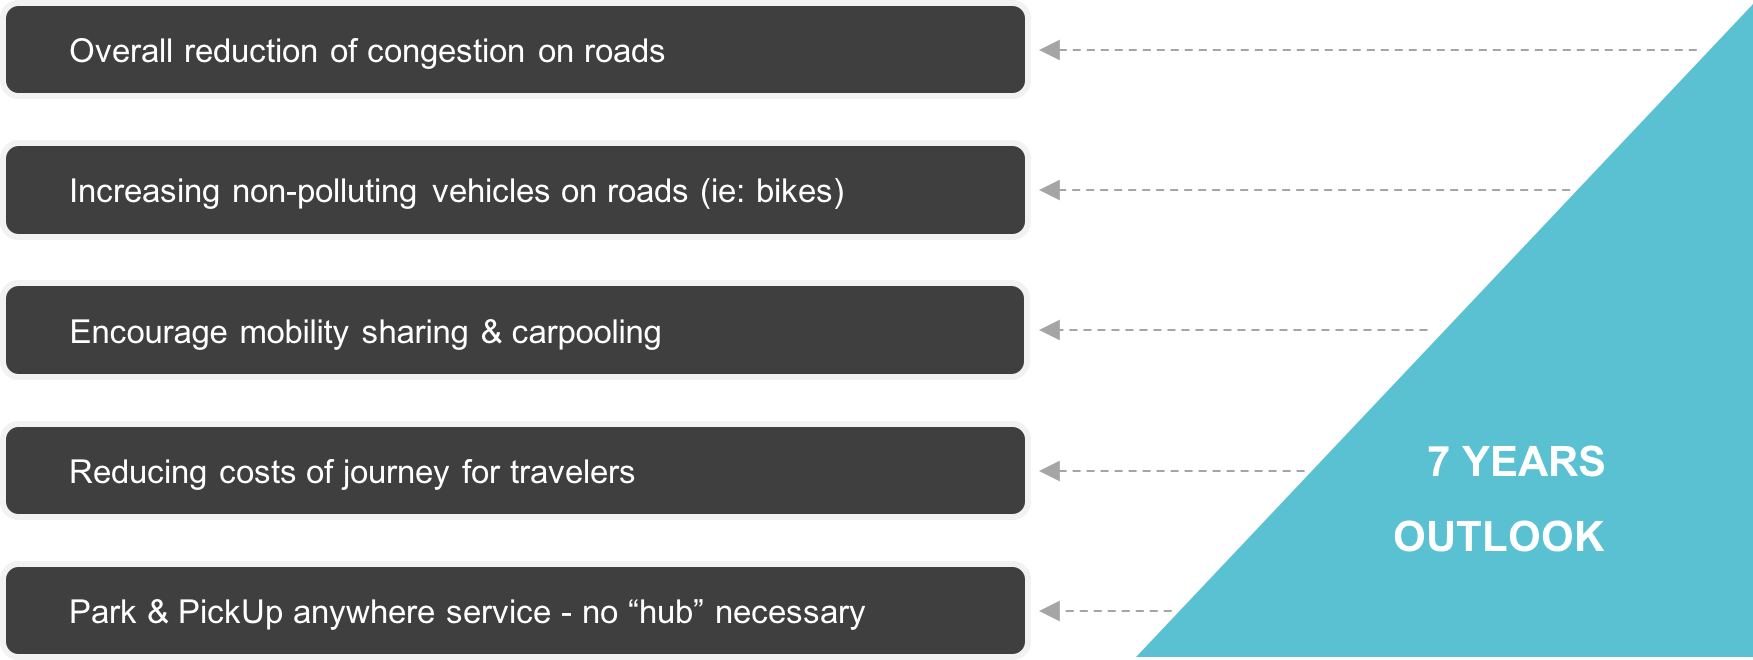 Overall reduction of congestion on roads
Increasing non-polluting vehicles on roads (ie: bikes)
Encourage mobility sharing & carpooling
Reducing costs of journey for travelers
Park & PickUp anywhere service - no “hub” necessary
7 YEARS
OUTLOOK